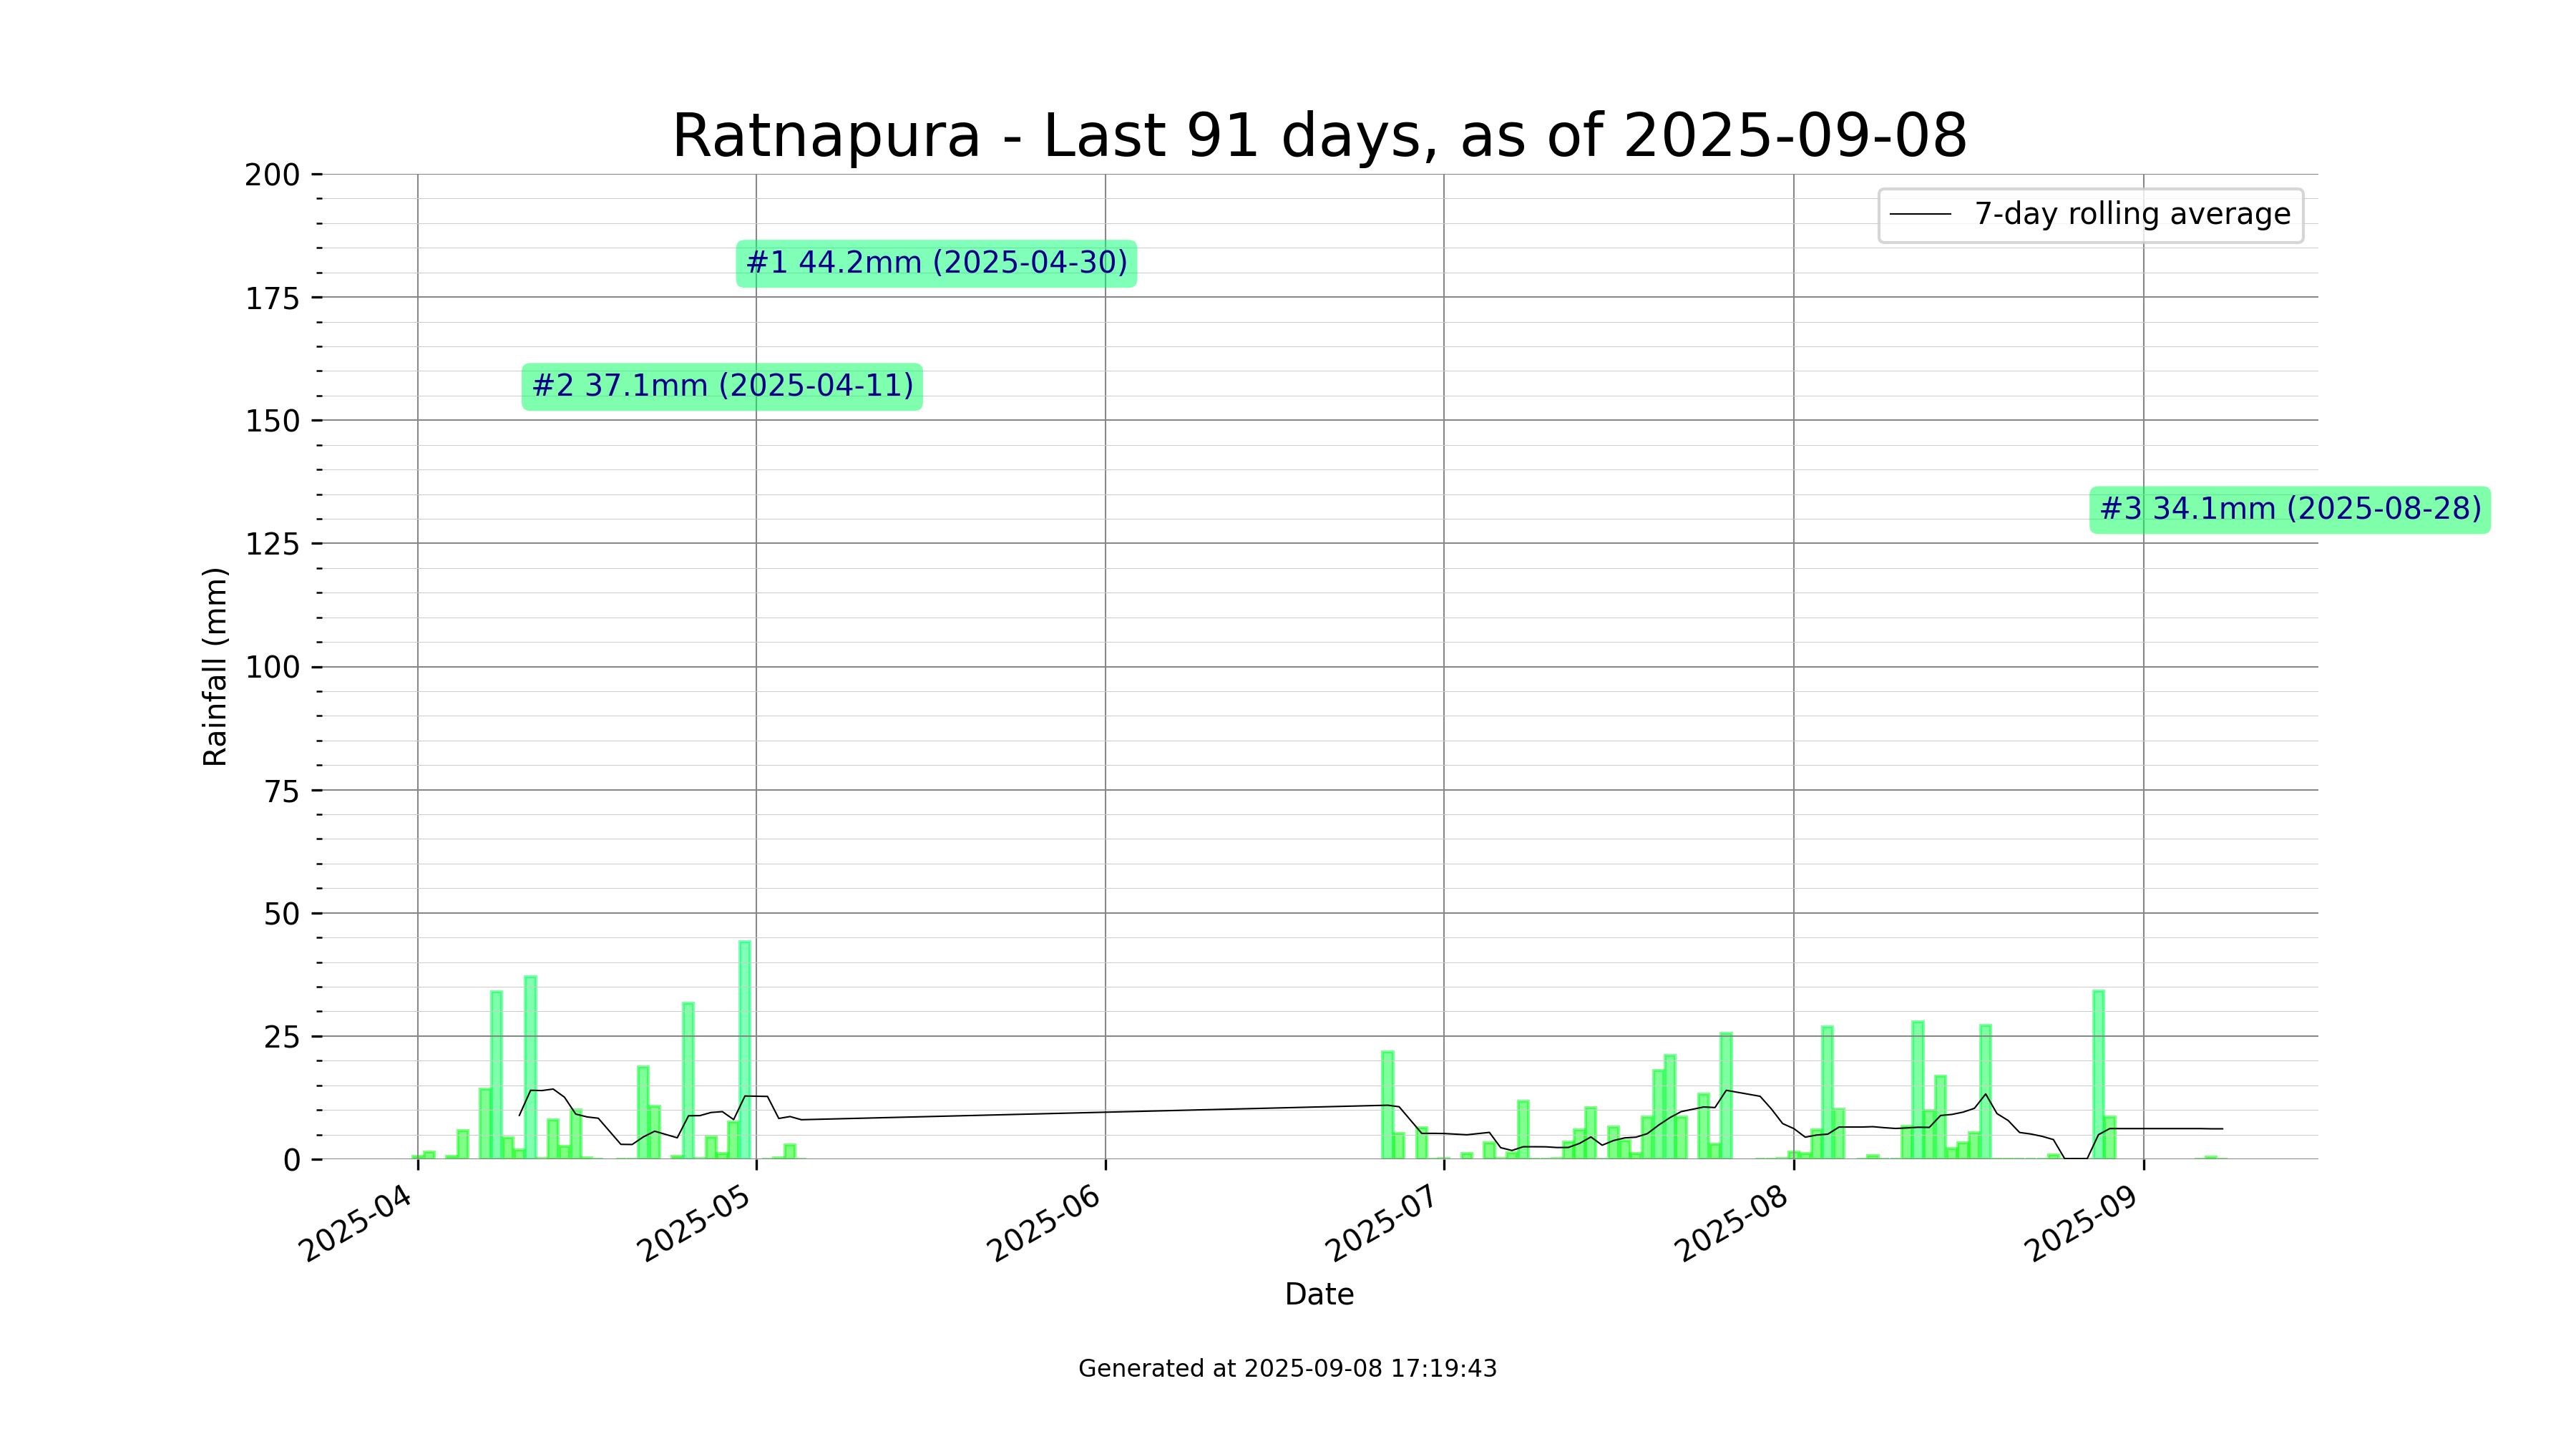 Ratnapura - Last 91 days, as of 2025-09-08
200
175
150
125
100
75
50
25
0
Rainfall (mm)
7-day rolling average
#1 44.2mm (2025-04-30)
#2 37.1mm (2025-04-11)
#3 34.1mm (2025-08-28)
2025-04
2025-05
2025-06
2025-07
2025-08
2025-09
Date
Generated at 2025-09-08 17:19:43